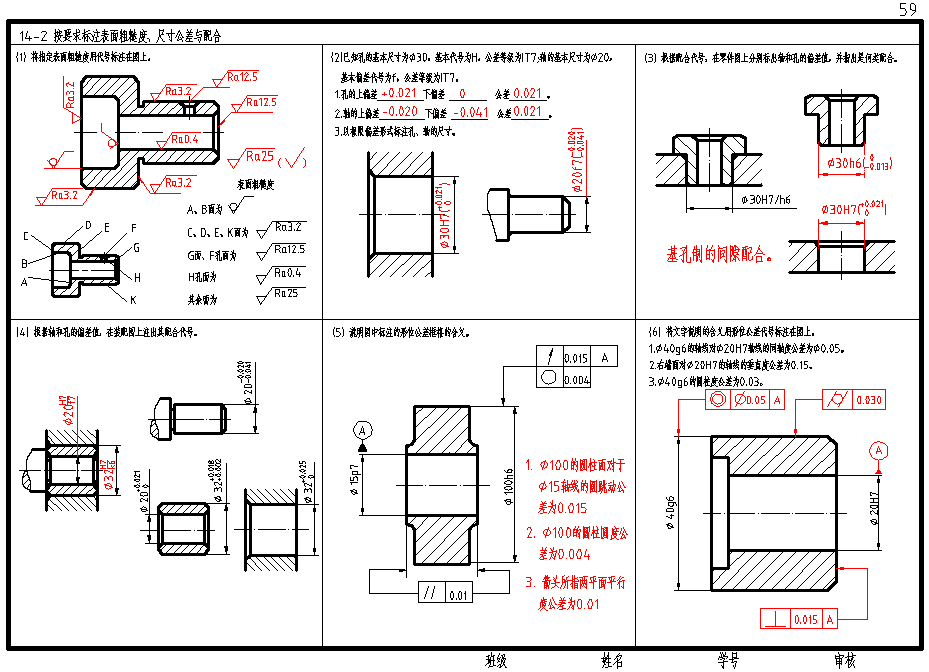 59
14-2 按要求标注表面粗糙度、尺寸公差与配合
(1) 将指定表面粗糙度用代号标注在图上。
Ra3.2
Ra3.2
Ra12.5
Ra12.5
Ra0.4
Ra25 (√)
Ra3.2
Ra3.2
表面粗糙度
A、B面为
C、D、E、K面为 Ra3.2
G面、F孔面为 Ra12.5
H孔面为 Ra0.4
其余面为 Ra25
C
D
E
F
G
B
A
H
K
(2)已知孔的基本尺寸为Φ30，基本代号为H，公差等级为IT7;轴的基本尺寸为Φ20，
基本偏差代号为f，公差等级为IT7。
1.孔的上偏差 +0.021 下偏差 0 公差 0.021 。
2.轴的上偏差 -0.020 下偏差 -0.041 公差 0.021 。
3.以极限偏差形式标注孔、轴的尺寸。
Φ30H7(+0.021 0)
Φ20f7(-0.020 -0.041)
(3) 根据配合代号，在零件图上分别标出轴和孔的偏差值，并指出是何类配合。
Φ30H7/h6
Φ30h6(0 -0.013)
Φ30H7(+0.021 0)
基孔制的间隙配合。
(4) 根据轴和孔的偏差值，在装配图上注出其配合代号。
Φ20 H7
Φ32 H7
Φ20 -0.020 -0.041
Φ20 +0.021 0
Φ32 +0.018 +0.002
Φ32 +0.025 0
(5) 说明图中标注的形位公差框格的含义。
0.015 A
0.004
A
Φ15p7
Φ100h6
// 0.01
1. Φ100的圆柱面对于
Φ15轴线的圆跳动公
差为0.015
2. Φ100的圆柱圆度公
差为0.004
3. 箭头所指两平面平行
度公差为0.01
(6) 将文字说明的含义用形位公差代号标注在图上。
1.Φ40g6的轴线对Φ20H7轴线的同轴度公差为Φ0.05。
2.右端面对Φ20H7的轴线的垂直度公差为0.15。
3.Φ40g6的圆柱度公差为0.03。
◎ Φ0.05 A
0.030
A
Φ40g6
Φ20H7
⊥ 0.015 A
班级 姓名 学号 审核